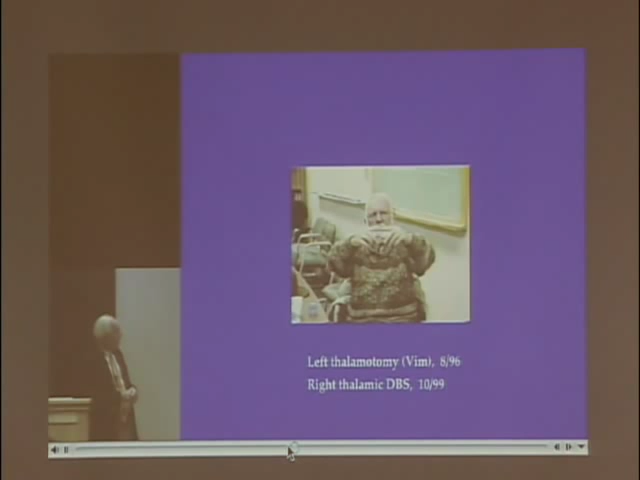 Left thalamotomy (Vim), 8/96
Right thalamic DBS, 10/99